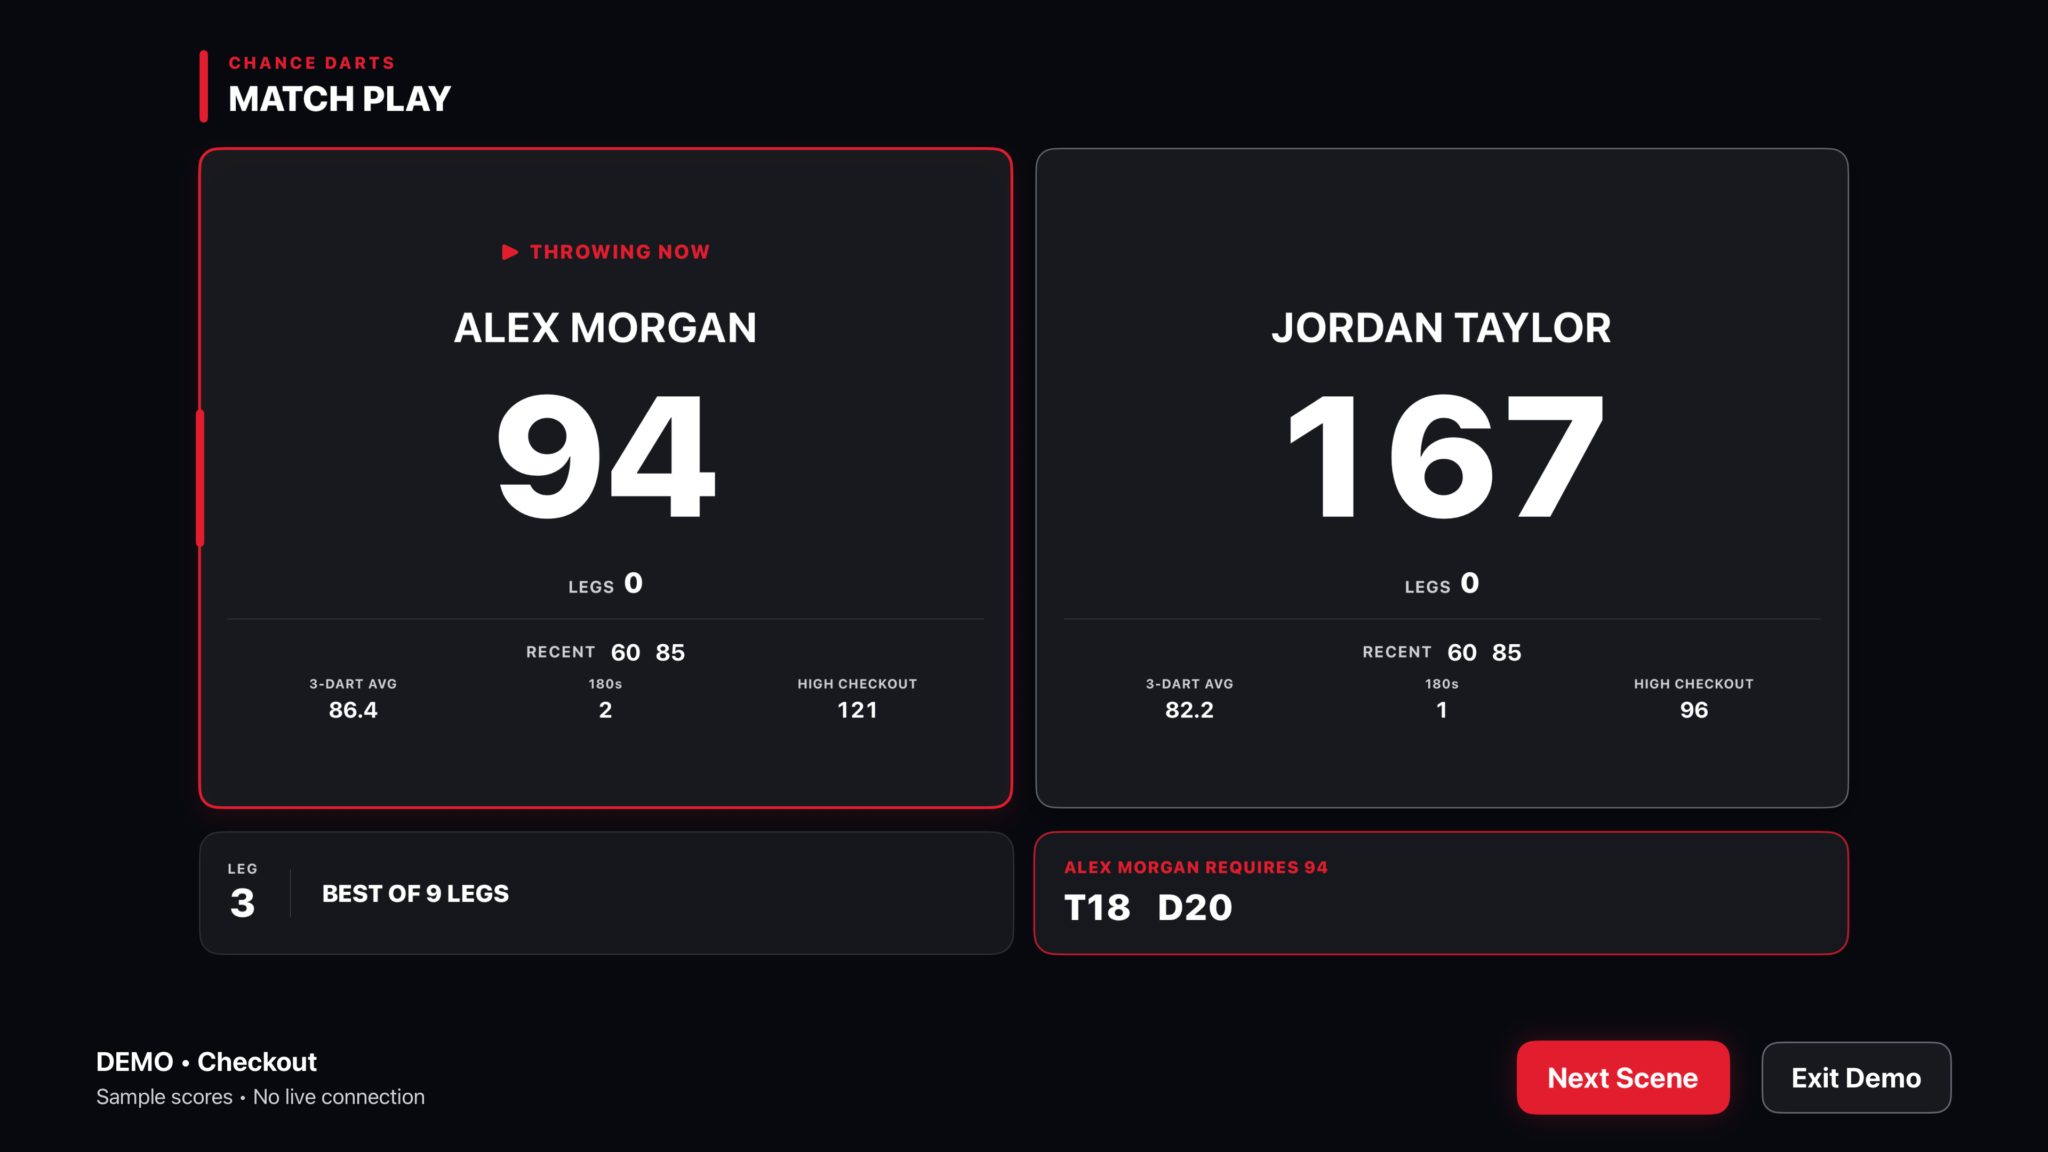 CHANCE DARTS
MATCH PLAY
THROWING NOW
ALEX MORGAN
94
LEGS 0
RECENT 60 85
3-DART AVG 180s HIGH CHECKOUT
86.4 2 121
JORDAN TAYLOR
167
LEGS 0
RECENT 60 85
3-DART AVG 180s HIGH CHECKOUT
82.2 1 96
LEG
3
BEST OF 9 LEGS
ALEX MORGAN REQUIRES 94
T18 D20
DEMO • Checkout
Sample scores • No live connection
Next Scene
Exit Demo